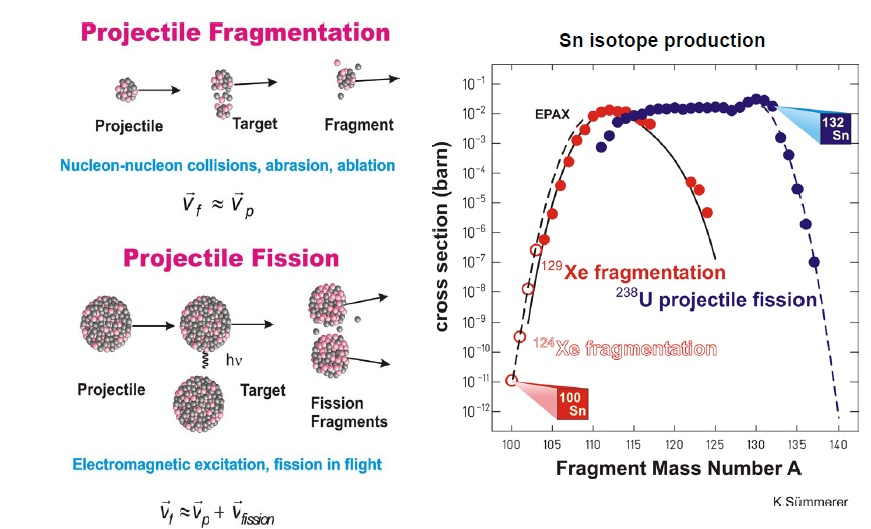 Projectile Fragmentation
Projectile
Target
Fragment
Nucleon-nucleon collisions, abrasion, ablation
v⃗f ≈ v⃗p
Projectile Fission
hν
Projectile
Target
Fission
Fragments
Electromagnetic excitation, fission in flight
v⃗f ≈ v⃗p + v⃗fission
Sn isotope production
cross section (barn)
10⁻¹
10⁻²
10⁻³
10⁻⁴
10⁻⁵
10⁻⁶
10⁻⁷
10⁻⁸
10⁻⁹
10⁻¹⁰
10⁻¹¹
10⁻¹²
EPAX
132
Sn
¹²⁹Xe fragmentation
²³⁸U projectile fission
¹²⁴Xe fragmentation
100
Sn
100 105 110 115 120 125 130 135 140
Fragment Mass Number A
K.Sümmerer